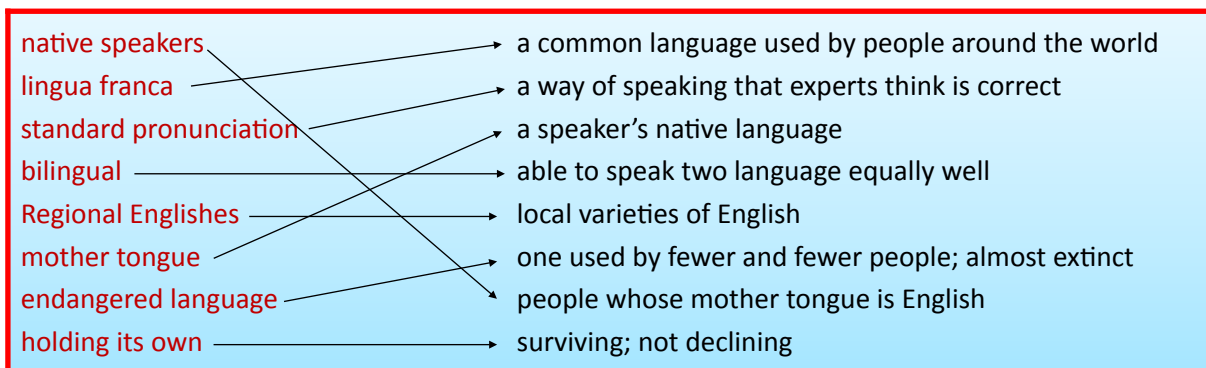 native speakers
a common language used by people around the world
lingua franca
a way of speaking that experts think is correct
standard pronunciation
a speaker’s native language
bilingual
able to speak two language equally well
Regional Englishes
local varieties of English
mother tongue
one used by fewer and fewer people; almost extinct
endangered language
people whose mother tongue is English
holding its own
surviving; not declining